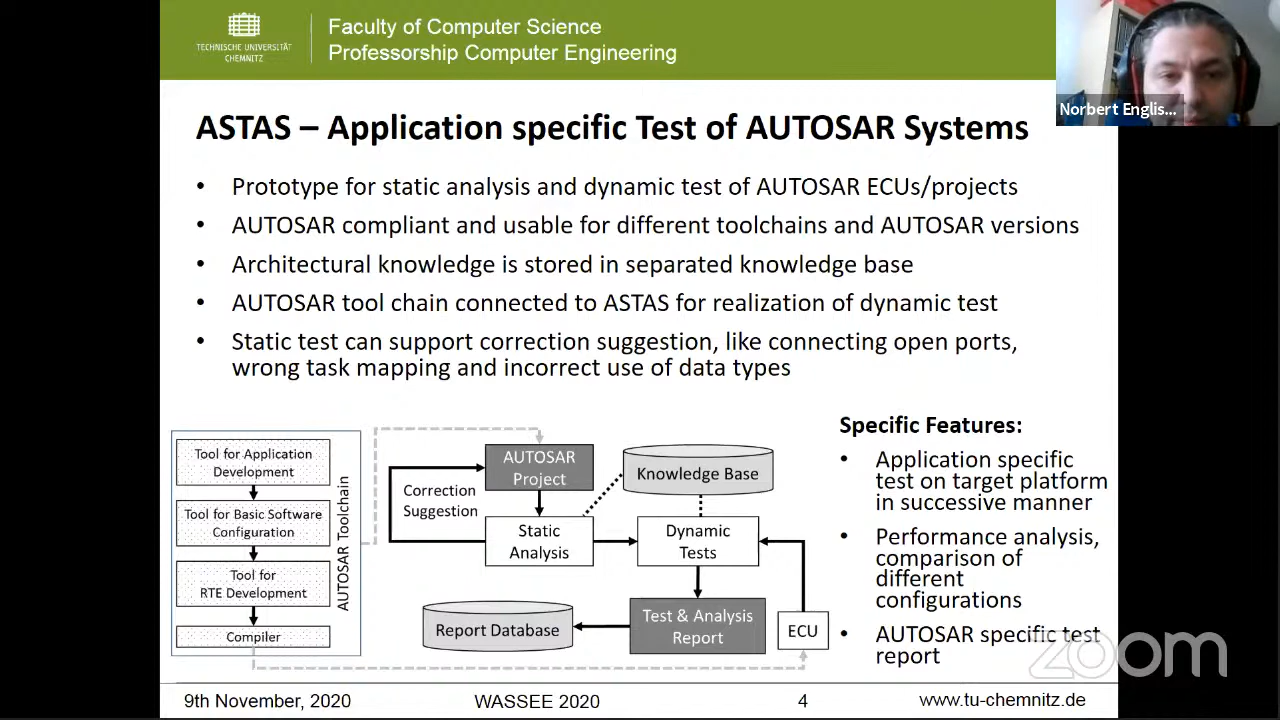 TECHNISCHE UNIVERSITÄT
CHEMNITZ
Faculty of Computer Science
Professorship Computer Engineering
Norbert Englis...
ASTAS – Application specific Test of AUTOSAR Systems
• Prototype for static analysis and dynamic test of AUTOSAR ECUs/projects
• AUTOSAR compliant and usable for different toolchains and AUTOSAR versions
• Architectural knowledge is stored in separated knowledge base
• AUTOSAR tool chain connected to ASTAS for realization of dynamic test
• Static test can support correction suggestion, like connecting open ports,
wrong task mapping and incorrect use of data types
Tool for Application
Development
Tool for Basic Software
Configuration
Tool for
RTE Development
Compiler
AUTOSAR Toolchain
Correction
Suggestion
AUTOSAR
Project
Knowledge Base
Static
Analysis
Dynamic
Tests
Report Database
Test & Analysis
Report
ECU
Specific Features:
• Application specific
test on target platform
in successive manner
• Performance analysis,
comparison of
different
configurations
• AUTOSAR specific test
report
zoom
9th November, 2020
WASSEE 2020
4
www.tu-chemnitz.de